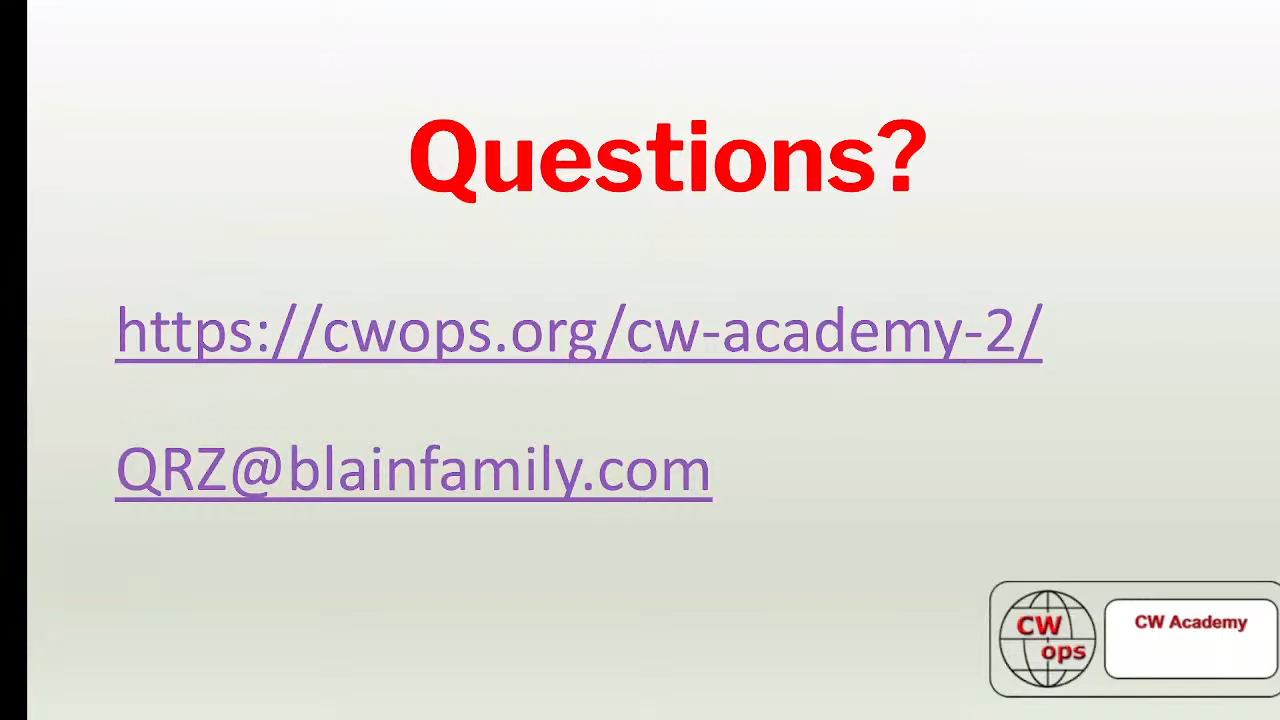 Questions?
https://cwops.org/cw-academy-2/
QRZ@blainfamily.com
CW
ops
CW Academy